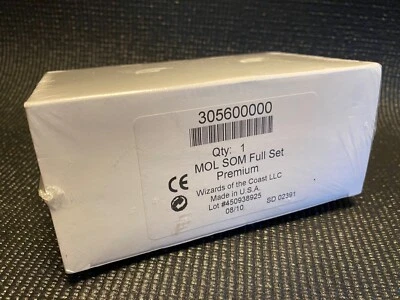 305600000
Qty: 1
MOL SOM Full Set
Premium
CE
Wizards of the Coast LLC
Made in U.S.A.
Lot #450938925 SD 02391
08/10